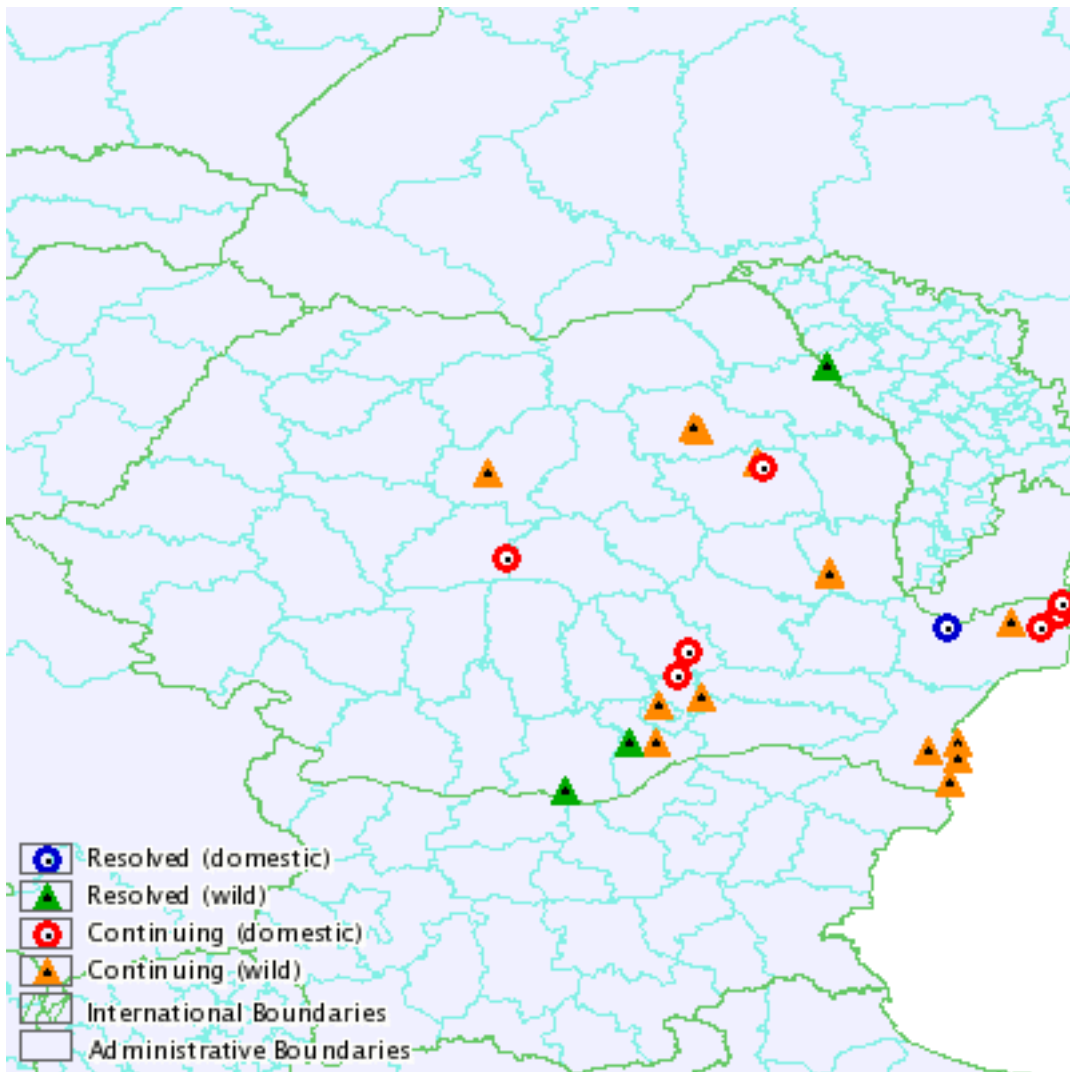 Resolved (domestic)
Resolved (wild)
Continuing (domestic)
Continuing (wild)
International Boundaries
Administrative Boundaries